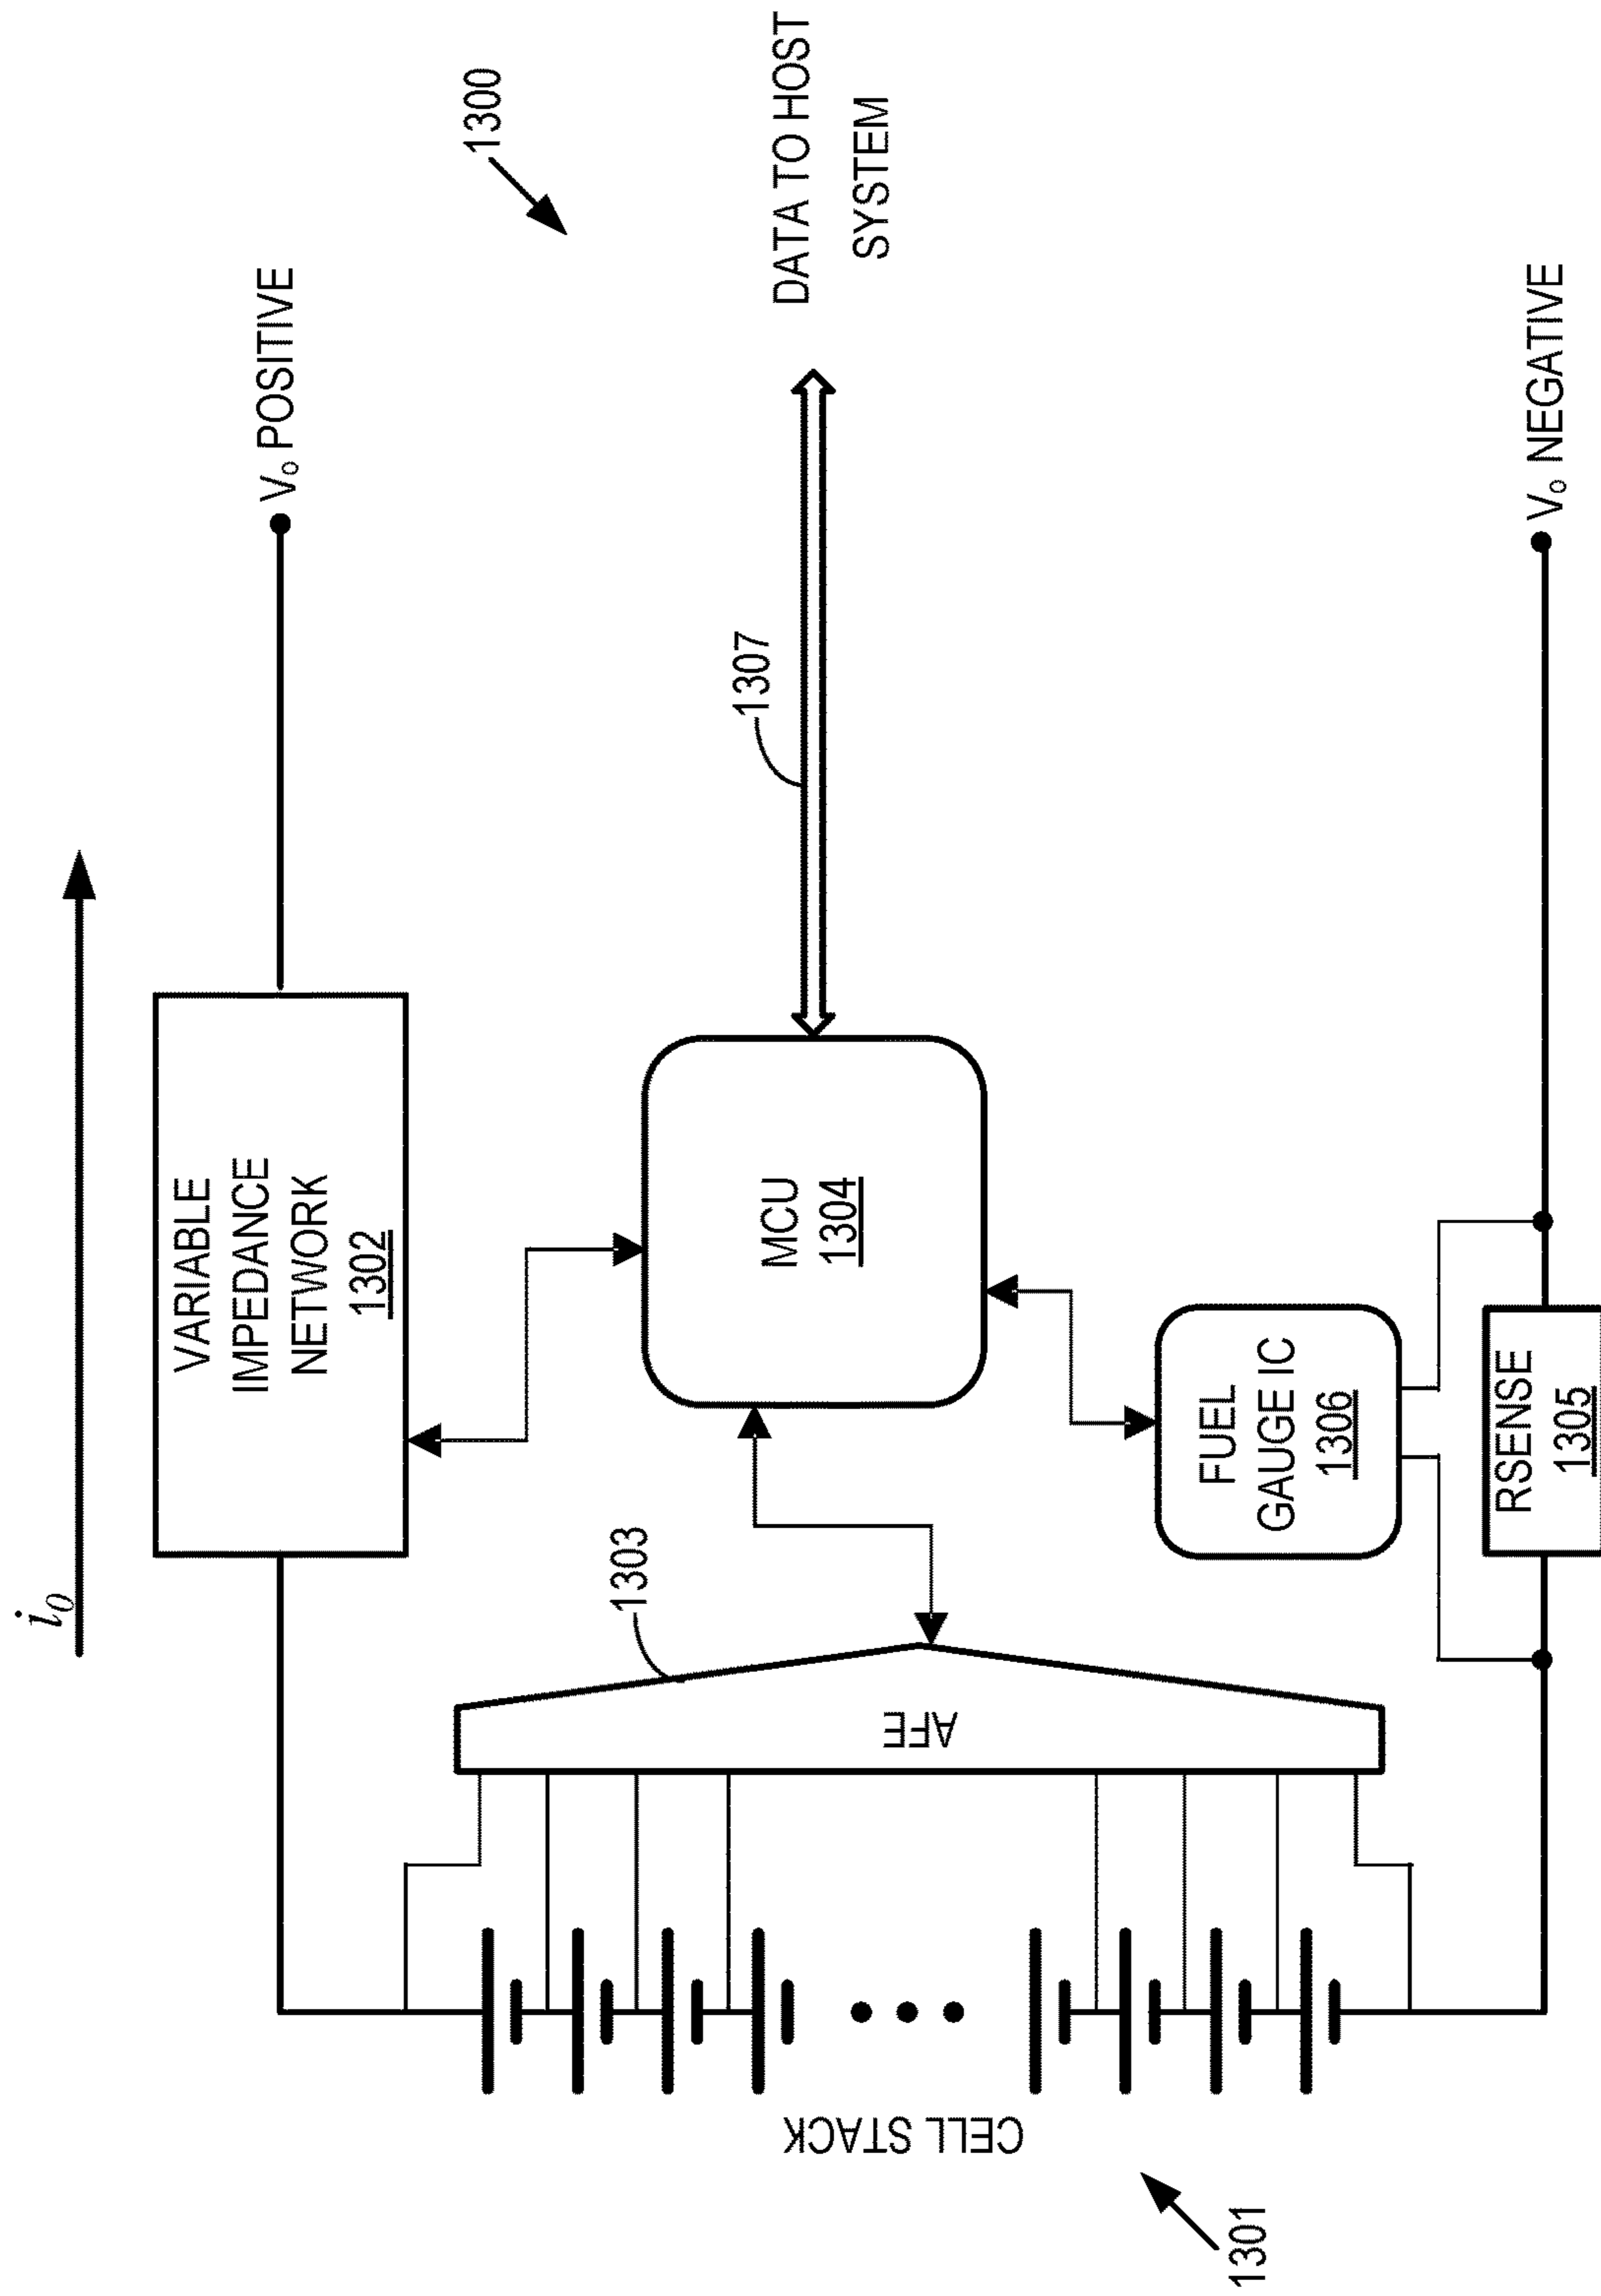 i₀
1300
V₀ POSITIVE
VARIABLE
IMPEDANCE
NETWORK
1302
DATA TO HOST
SYSTEM
1307
MCU
1304
1303
AFE
CELL STACK
1301
FUEL
GAUGE IC
1306
RSENSE
1305
V₀ NEGATIVE